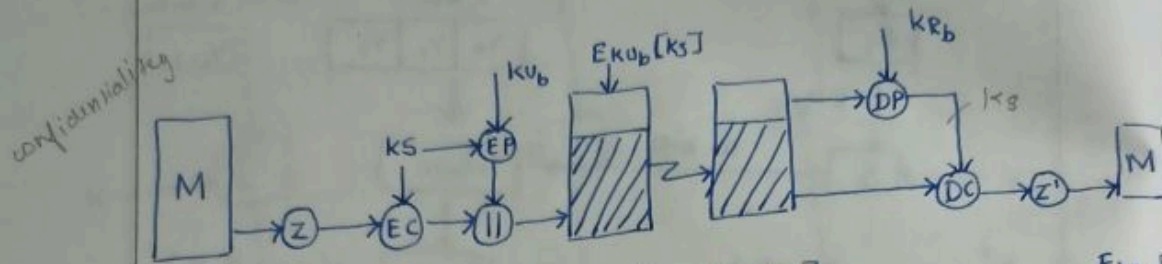 confidentiality
KRb
EKUb[KS]
KUb
DP
KS
KS
EP
M
M
Z
EC
||
DC
Z'